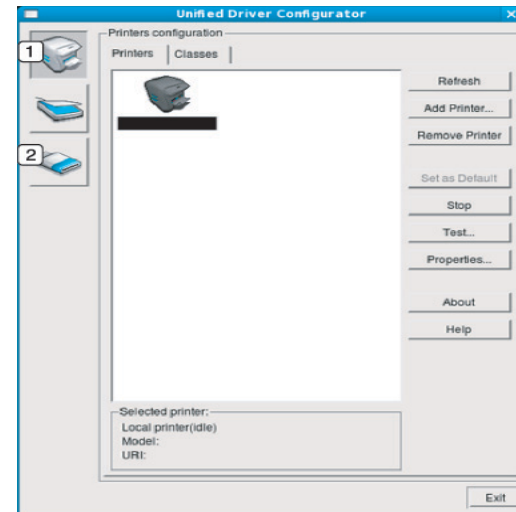 Unified Driver Configurator
Printers configuration
1
Printers
Classes
Refresh
Add Printer...
Remove Printer
2
Set as Default
Stop
Test...
Properties...
About
Help
Selected printer:
Local printer(idle)
Model:
URI:
Exit